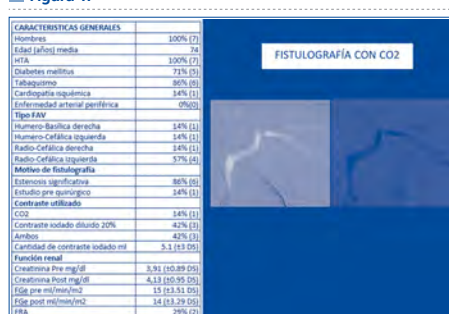 CARACTERISTICAS GENERALES
Hombres 100% (7)
Edad (años) media 74
HTA 100% (7)
Diabetes mellitus 71% (5)
Tabaquismo 86% (6)
Cardiopatía isquémica 14% (1)
Enfermedad arterial periférica 0%(0)
Tipo FAV
Humero-Basílica derecha 14% (1)
Humero-Cefálica izquierda 14% (1)
Radio-Cefálica derecha 14% (1)
Radio-Cefálica izquierda 57% (4)
Motivo de fistulografía
Estenosis significativa 86% (6)
Estudio pre quirúrgico 14% (1)
Contraste utilizado
CO2 14% (1)
Contraste iodado diluido 20% 42% (3)
Ambos 42% (3)
Cantidad de contraste iodado ml 5.1 (±3 DS)
Función renal
Creatinina Pre mg/dl 3,91 (±0.89 DS)
Creatinina Post mg/dl 4,13 (±0.95 DS)
FGe pre ml/min/m2 15 (±3.51 DS)
FGe post ml/min/m2 14 (±3.29 DS)
FRA 29% (2)
FISTULOGRAFÍA CON CO2